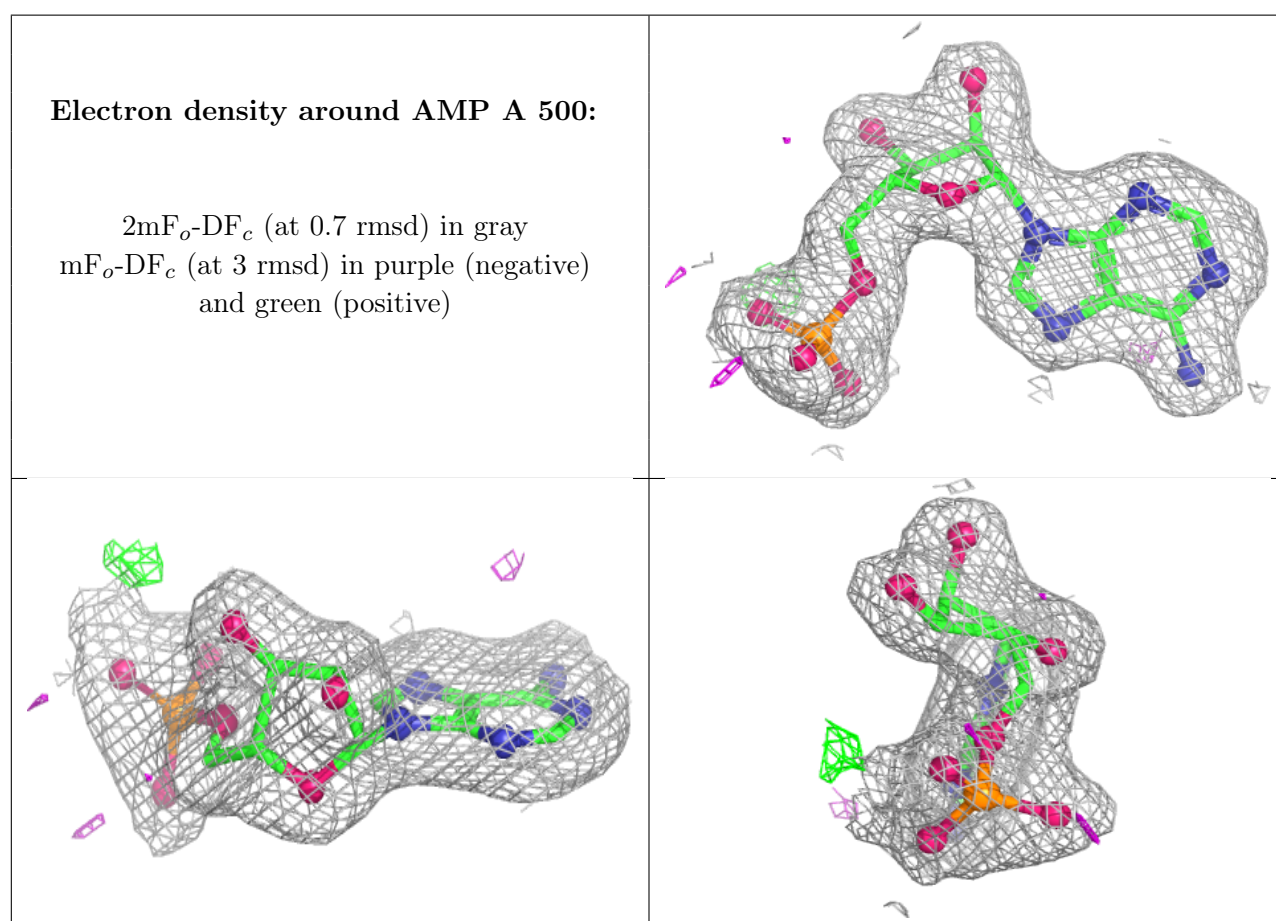 Electron density around AMP A 500:
2mFₒ-DF𝑐 (at 0.7 rmsd) in gray
mFₒ-DF𝑐 (at 3 rmsd) in purple (negative)
and green (positive)